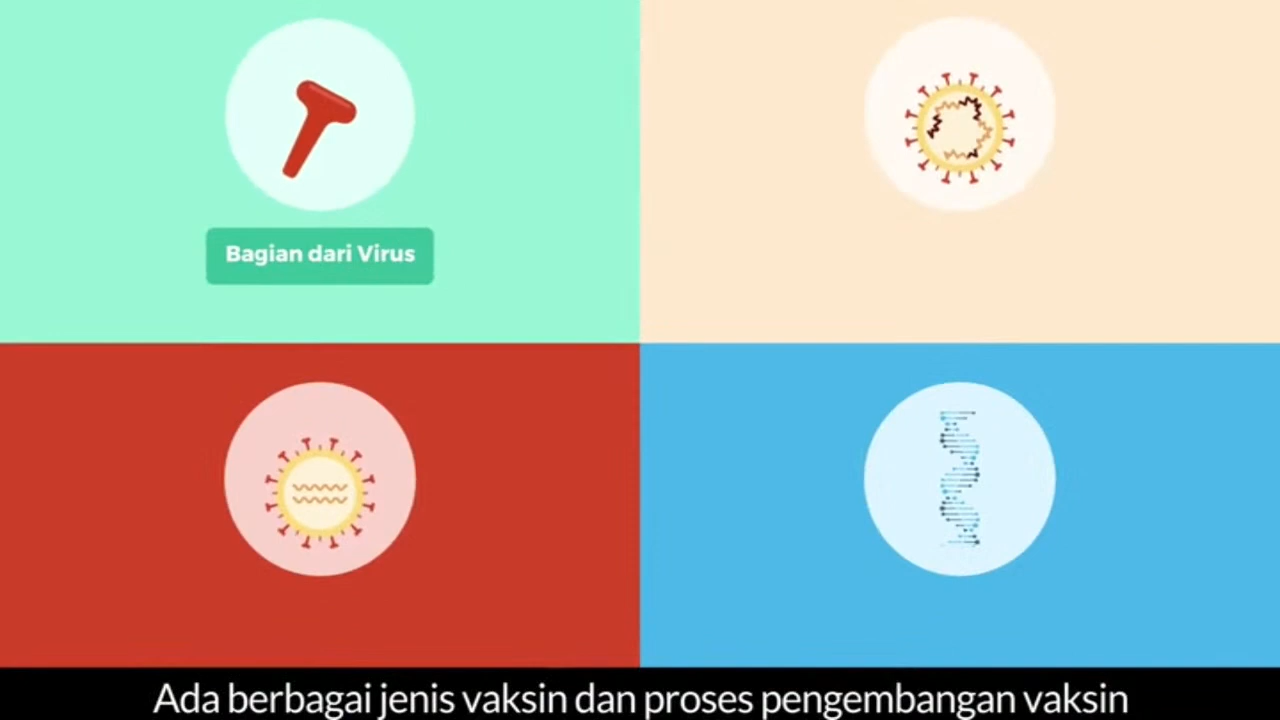 Bagian dari Virus
Ada berbagai jenis vaksin dan proses pengembangan vaksin